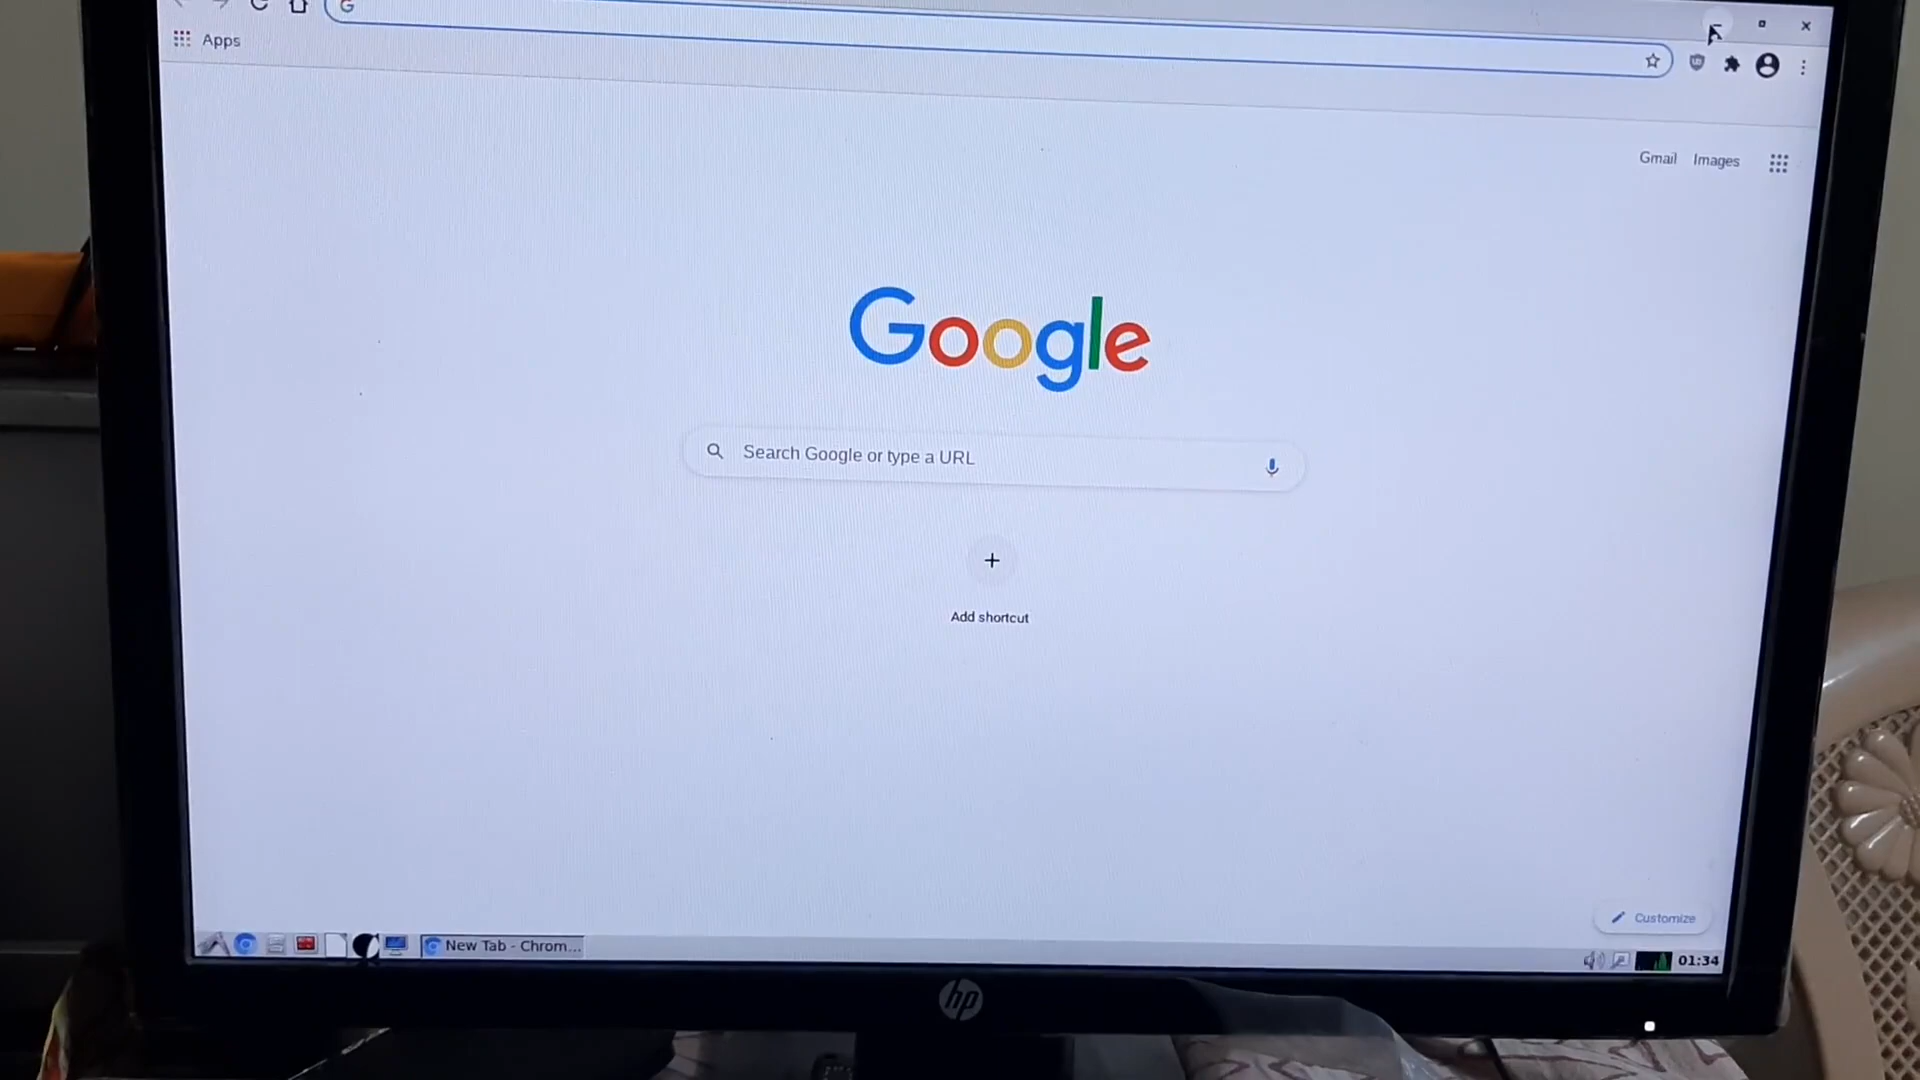 Apps
Gmail Images
Google
Search Google or type a URL
Add shortcut
Customize
New Tab - Chrom...
01:34
hp